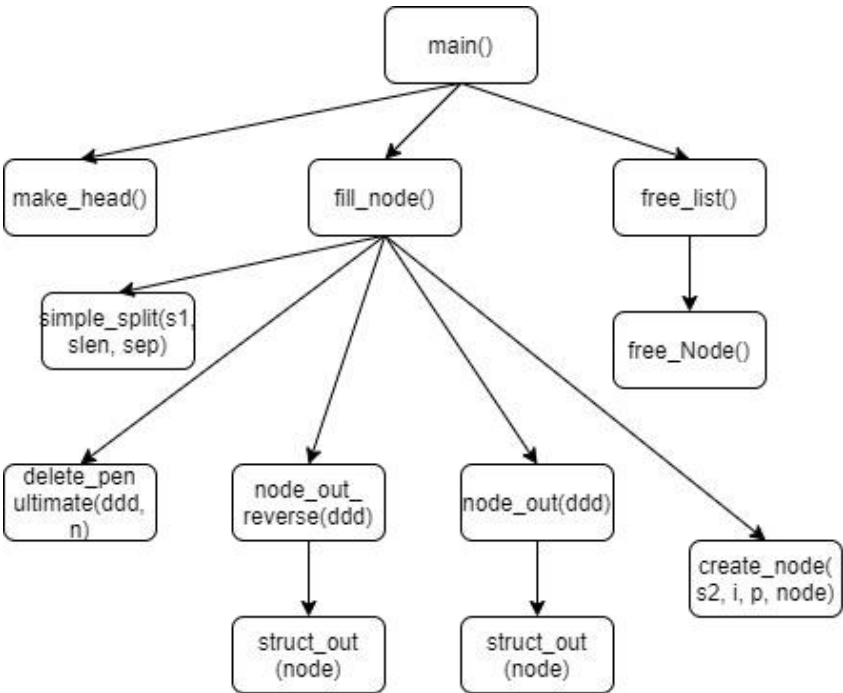 main()
make_head()
fill_node()
free_list()
simple_split(s1,
slen, sep)
free_Node()
delete_pen
ultimate(ddd,
n)
node_out_
reverse(ddd)
node_out(ddd)
create_node(
s2, i, p, node)
struct_out
(node)
struct_out
(node)